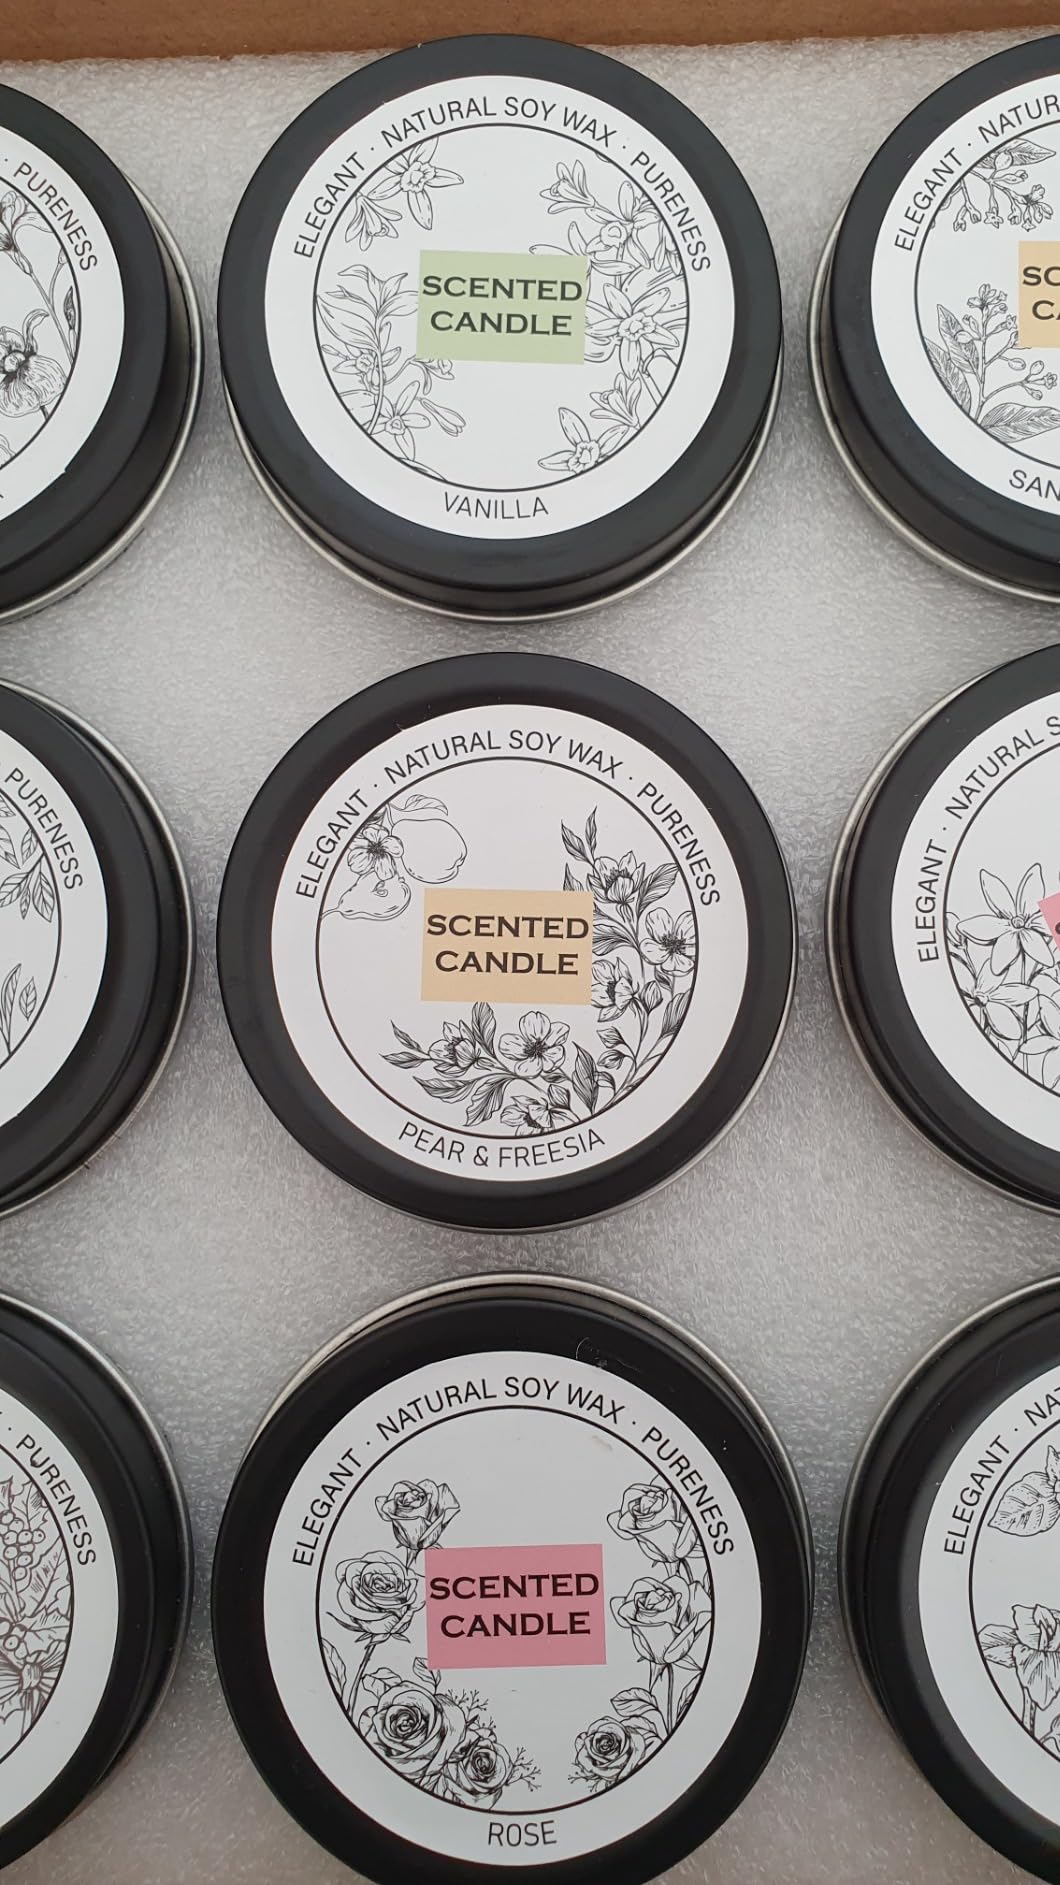 PURENESS
ELEGANT · NATURAL SOY WAX · PURENESS
SCENTED
CANDLE
VANILLA
ELEGANT
PURENESS
ELEGANT · NATURAL SOY WAX · PURENESS
SCENTED
CANDLE
PEAR & FREESIA
ELEGANT · NATURAL
PURENESS
ELEGANT · NATURAL SOY WAX · PURENESS
SCENTED
CANDLE
ROSE
ELEGANT